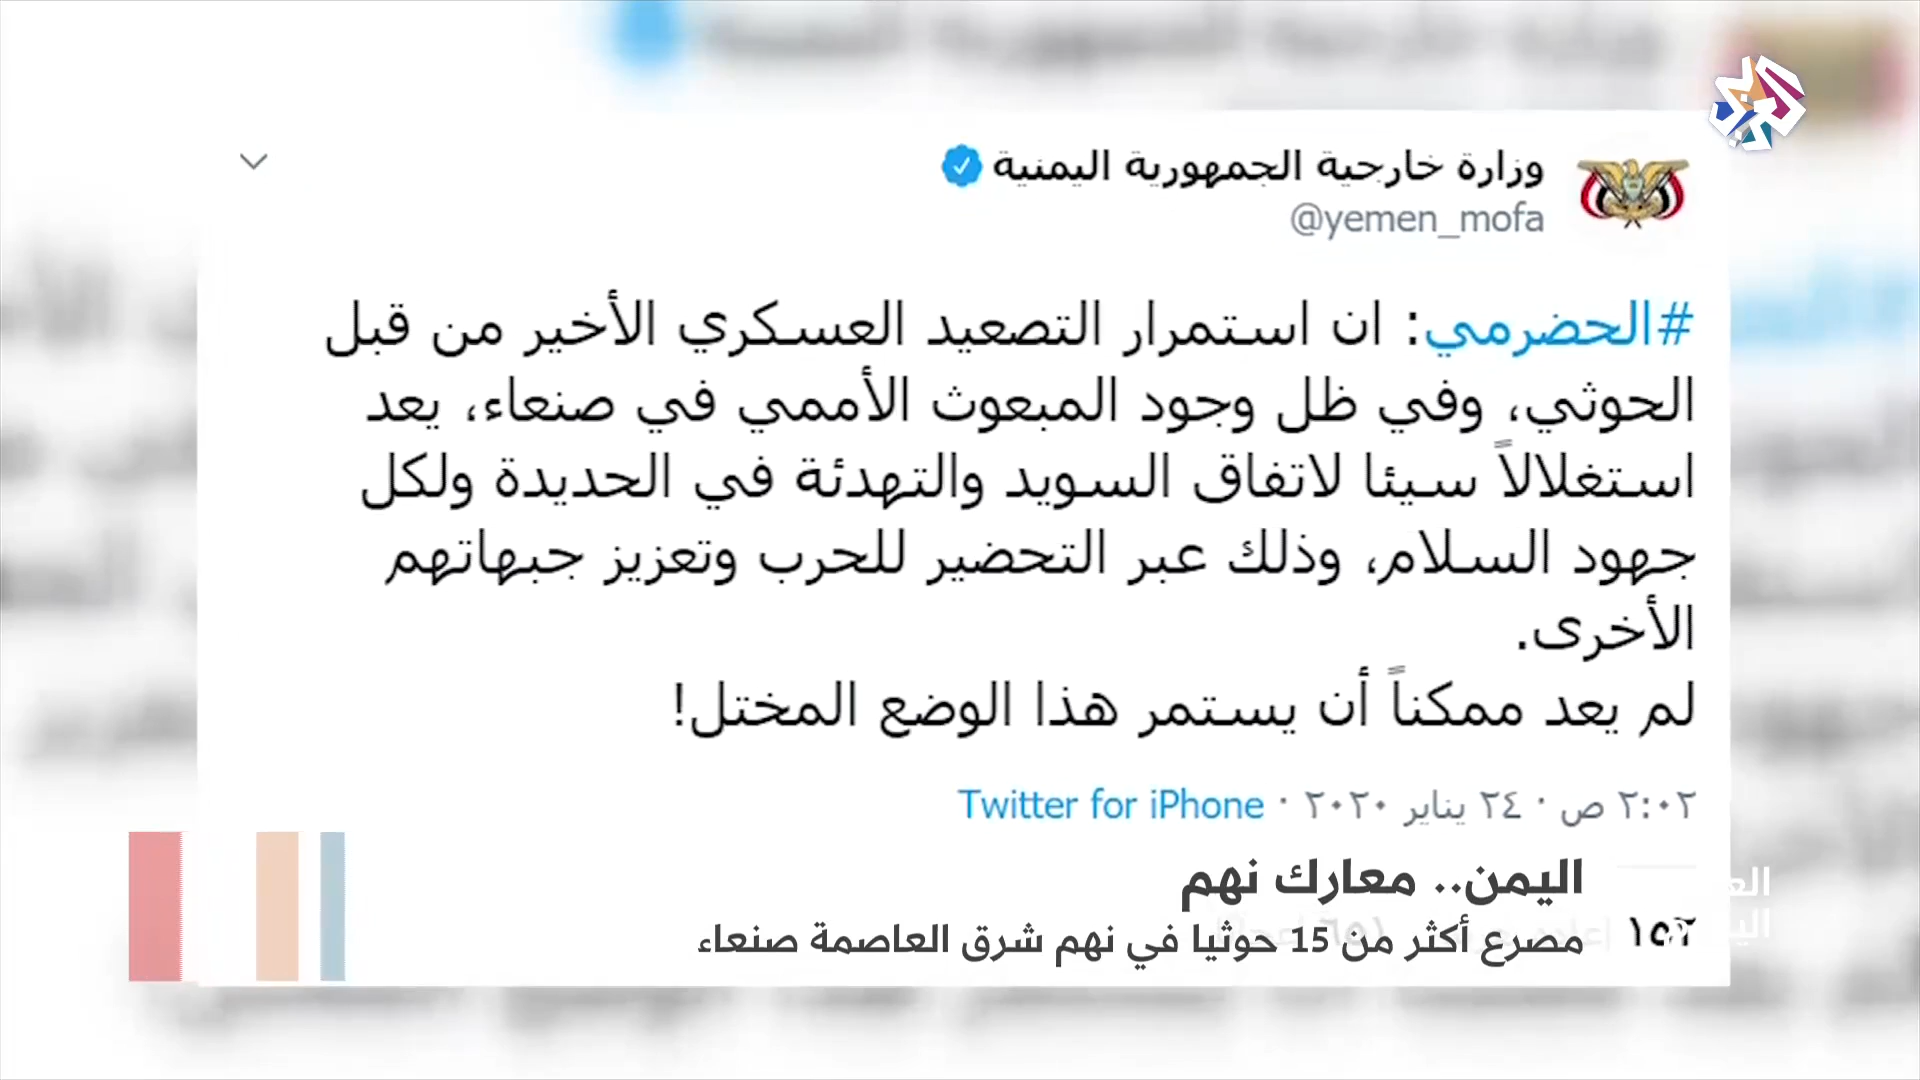 وزارة خارجية الجمهورية اليمنية
@yemen_mofa
#الحضرمي: ان استمرار التصعيد العسكري الأخير من قبل
الحوثي، وفي ظل وجود المبعوث الأممي في صنعاء، يعد
استغلالاً سيئا لاتفاق السويد والتهدئة في الحديدة ولكل
جهود السلام، وذلك عبر التحضير للحرب وتعزيز جبهاتهم
الأخرى.
لم يعد ممكناً أن يستمر هذا الوضع المختل!
٢:٠٢ ص · ٢٤ يناير ٢٠٢٠ · Twitter for iPhone
اليمن.. معارك نهم
مصرع أكثر من 15 حوثيا في نهم شرق العاصمة صنعاء
١٥٢